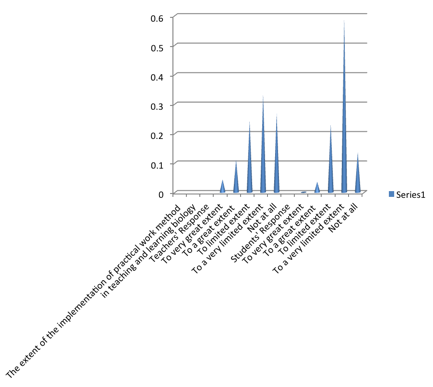 0.6
0.5
0.4
0.3
0.2
0.1
0
The extent of the implementation of practical work method
in teaching and learning biology
Teachers' Response
To very great extent
To a great extent
To limited extent
To a very limited extent
Not at all
Students' Response
To very great extent
To a great extent
To limited extent
To a very limited extent
Not at all
Series1